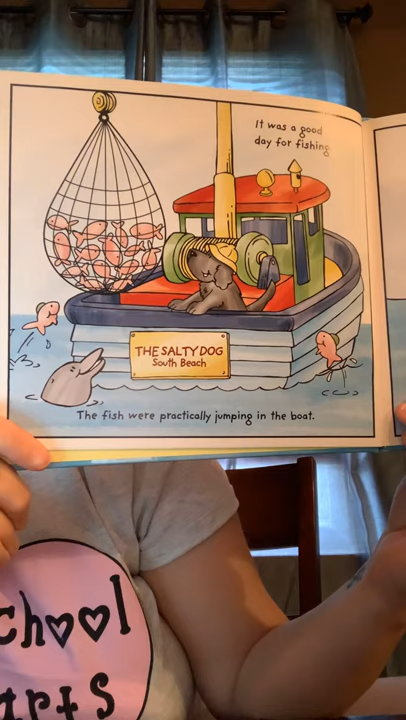 It was a good
day for fishing
THE SALTY DOG
South Beach
The fish were practically jumping in the boat.
chool
arts